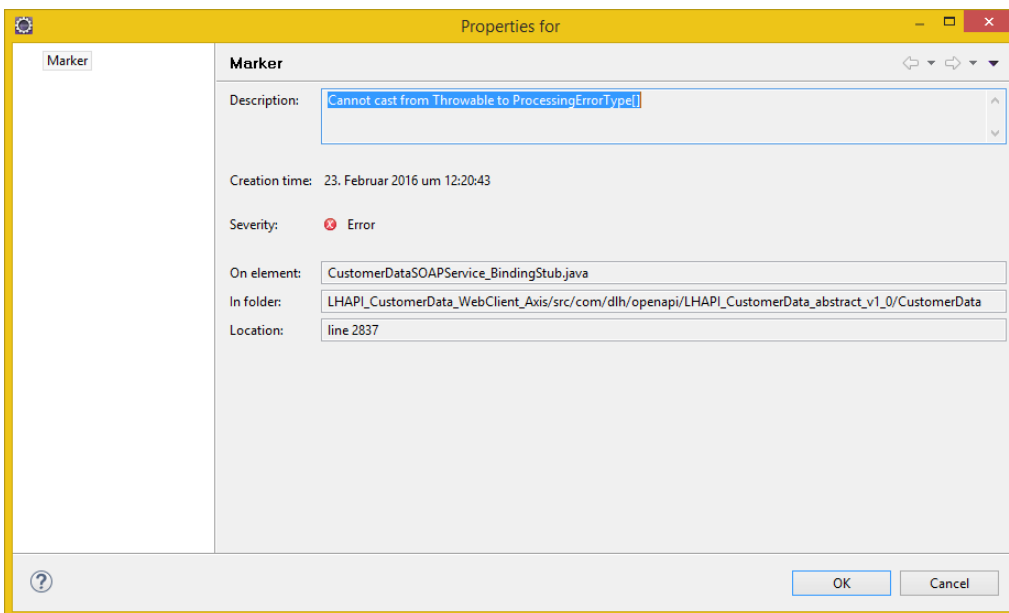 Properties for
Marker
Marker
Description: Cannot cast from Throwable to ProcessingErrorType[]
Creation time: 23. Februar 2016 um 12:20:43
Severity: Error
On element: CustomerDataSOAPService_BindingStub.java
In folder: LHAPI_CustomerData_WebClient_Axis/src/com/dlh/openapi/LHAPI_CustomerData_abstract_v1_0/CustomerData
Location: line 2837
?
OK Cancel